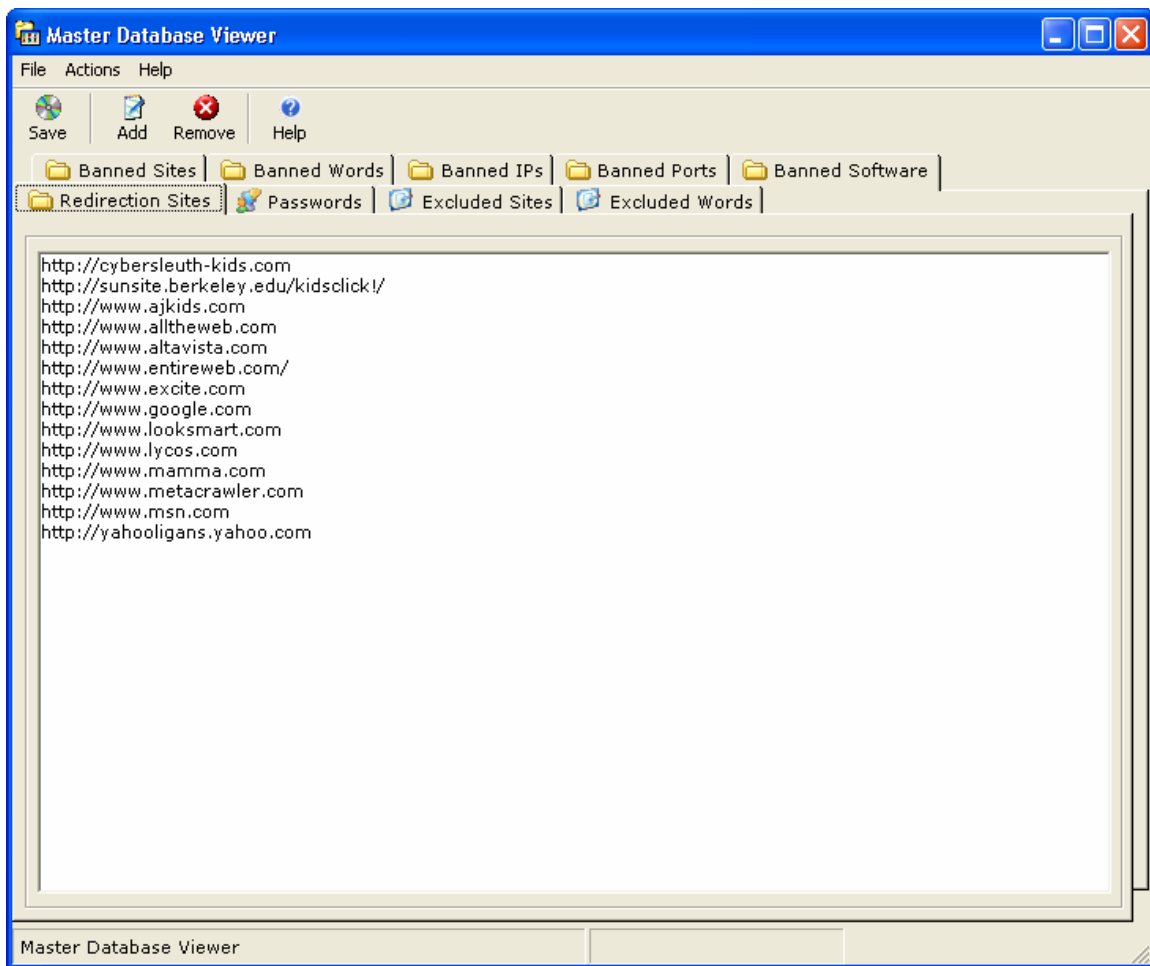 Master Database Viewer
File Actions Help
Save Add Remove Help
Banned Sites Banned Words Banned IPs Banned Ports Banned Software
Redirection Sites Passwords Excluded Sites Excluded Words
http://cybersleuth-kids.com
http://sunsite.berkeley.edu/kidsclick!/
http://www.ajkids.com
http://www.alltheweb.com
http://www.altavista.com
http://www.entireweb.com/
http://www.excite.com
http://www.google.com
http://www.looksmart.com
http://www.lycos.com
http://www.mamma.com
http://www.metacrawler.com
http://www.msn.com
http://yahooligans.yahoo.com
Master Database Viewer